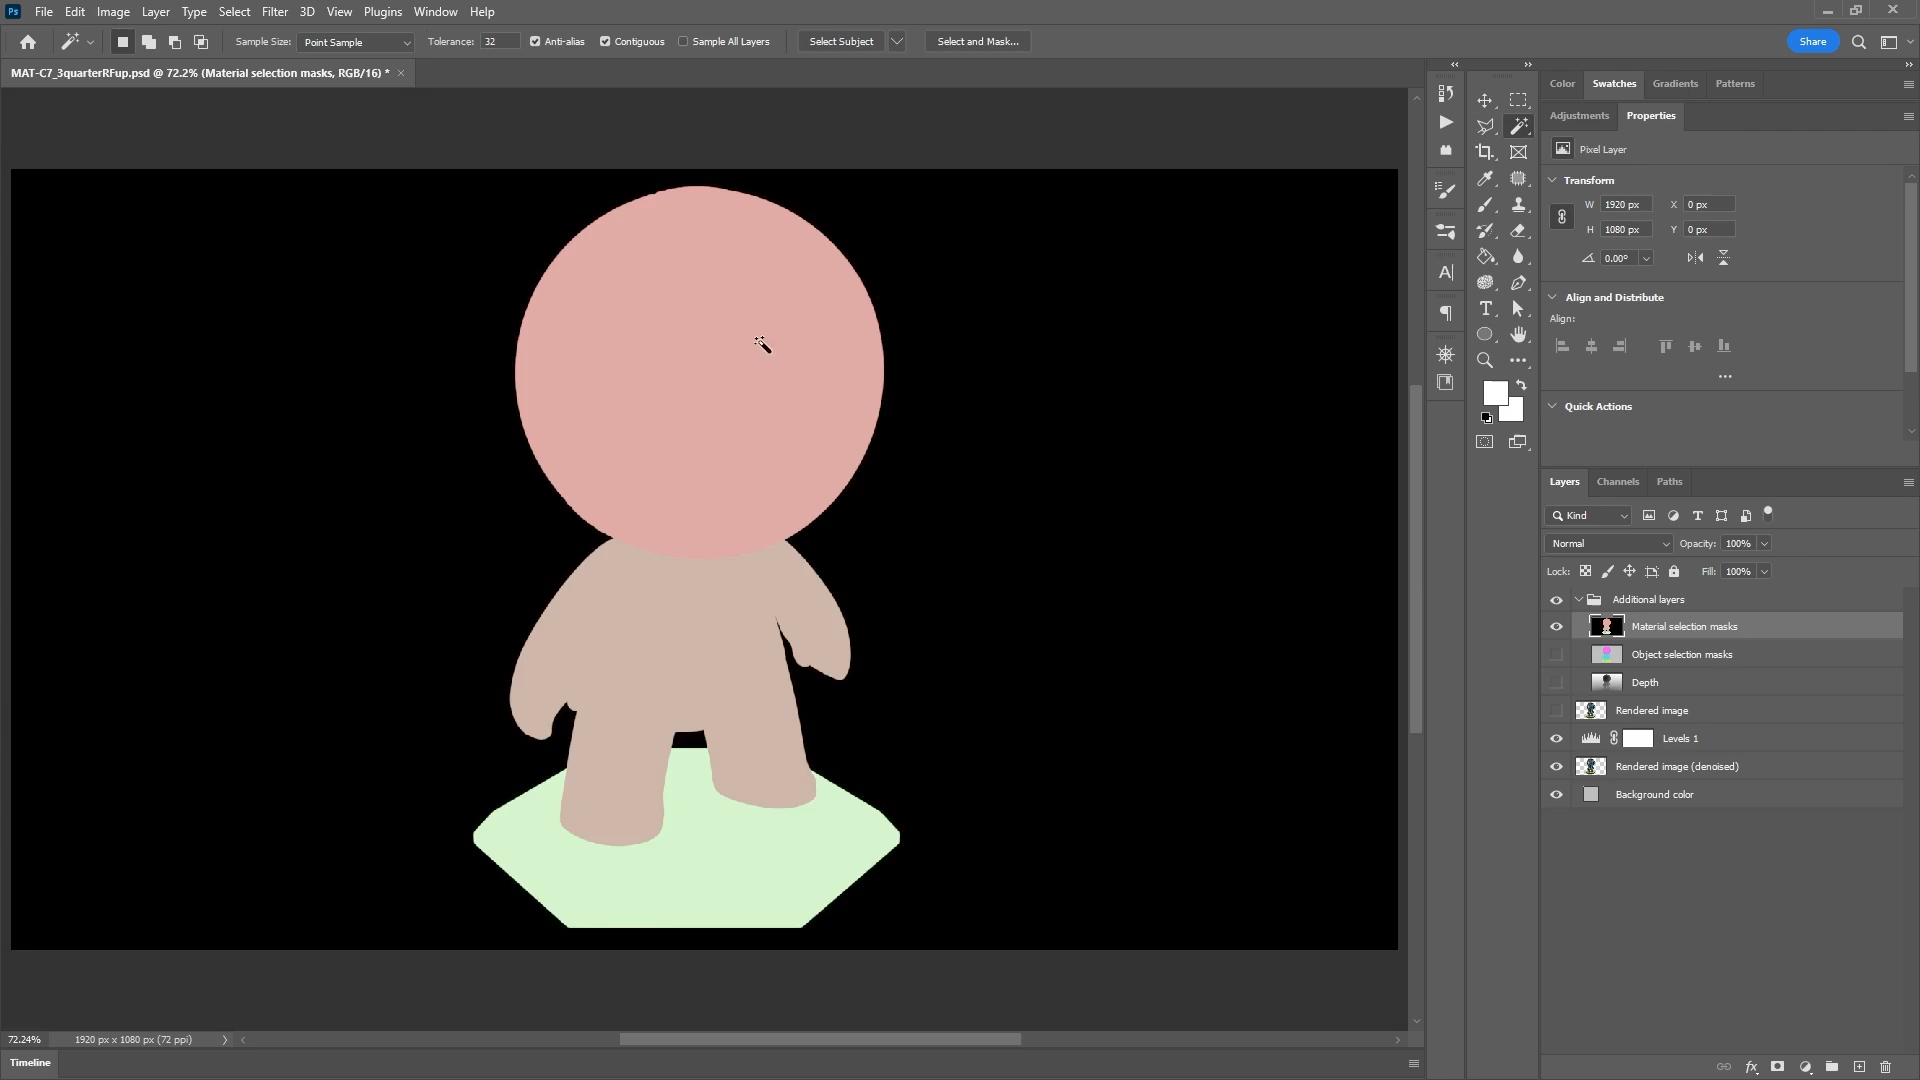 Ps File Edit Image Layer Type Select Filter 3D View Plugins Window Help
Sample Size: Point Sample Tolerance: 32 Anti-alias Contiguous Sample All Layers Select Subject Select and Mask... Share
MAT-C7_3quarterRFup.psd @ 72.2% (Material selection masks, RGB/16) *
Color Swatches Gradients Patterns
Adjustments Properties
Pixel Layer
Transform
W 1920 px X 0 px
H 1080 px Y 0 px
0.00°
Align and Distribute
Align:
Quick Actions
Layers Channels Paths
Kind
Normal Opacity: 100%
Lock: Fill: 100%
Additional layers
Material selection masks
Object selection masks
Depth
Rendered image
Levels 1
Rendered image (denoised)
Background color
72.24% 1920 px x 1080 px (72 ppi)
Timeline